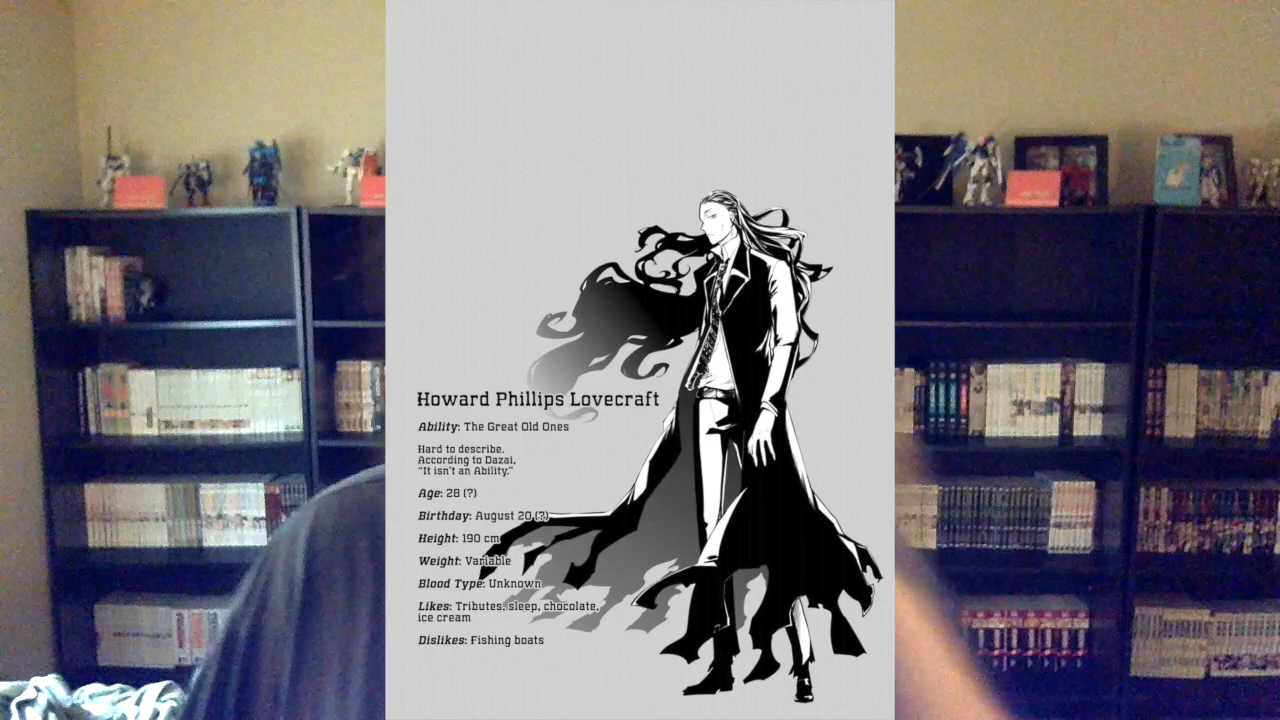 Howard Phillips Lovecraft
Ability: The Great Old Ones
Hard to describe.
According to Dazai,
"It isn't an Ability."
Age: 28 (?)
Birthday: August 20 (?)
Height: 190 cm
Weight: Variable
Blood Type: Unknown
Likes: Tributes, sleep, chocolate,
ice cream
Dislikes: Fishing boats